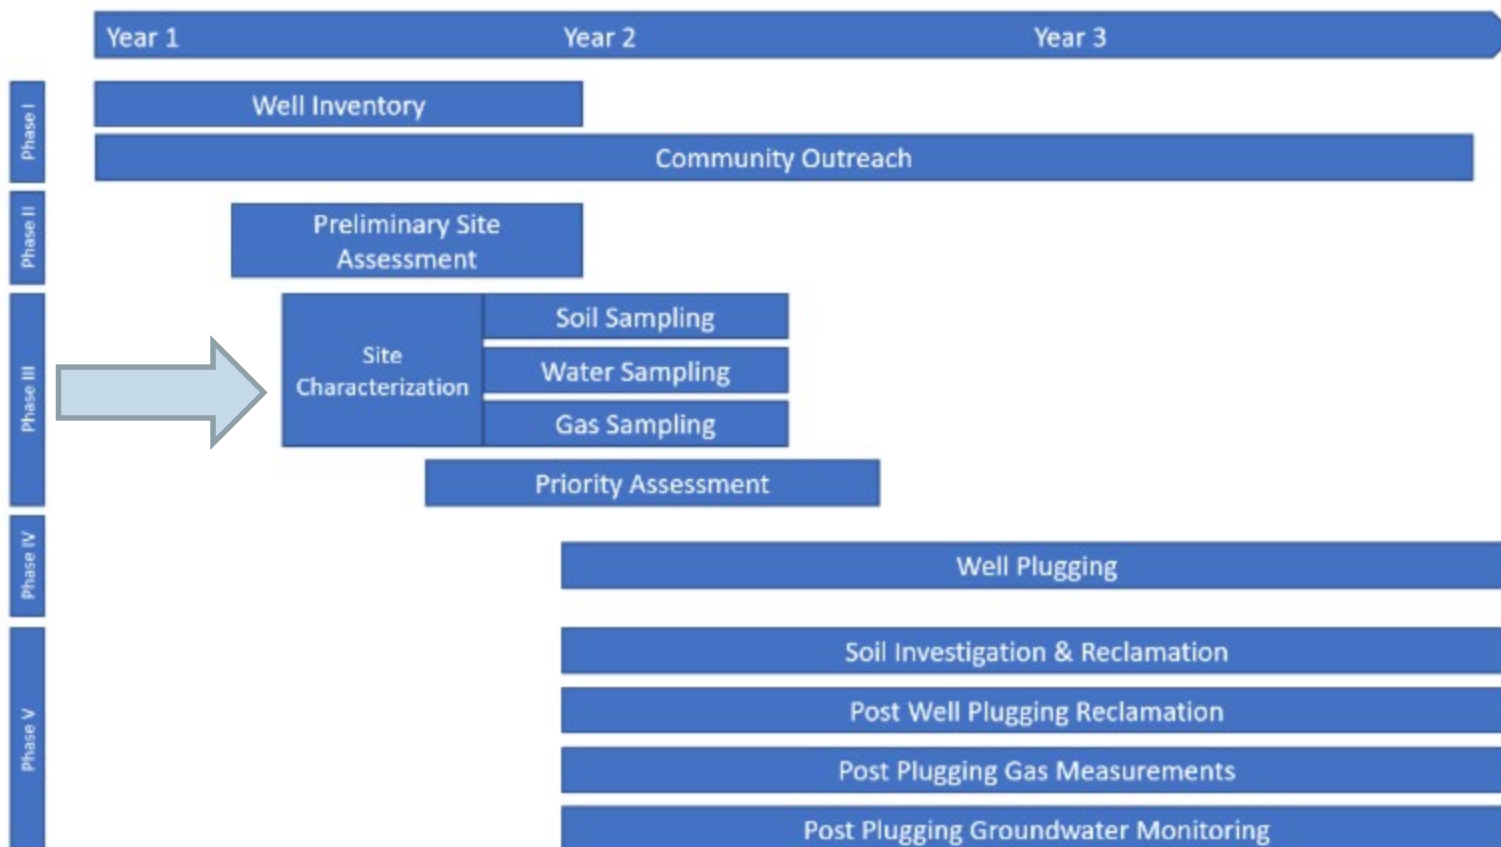 Year 1 Year 2 Year 3
Phase I
Well Inventory
Community Outreach
Phase II
Preliminary Site
Assessment
Phase III
Site
Characterization
Soil Sampling
Water Sampling
Gas Sampling
Priority Assessment
Phase IV
Well Plugging
Phase V
Soil Investigation & Reclamation
Post Well Plugging Reclamation
Post Plugging Gas Measurements
Post Plugging Groundwater Monitoring